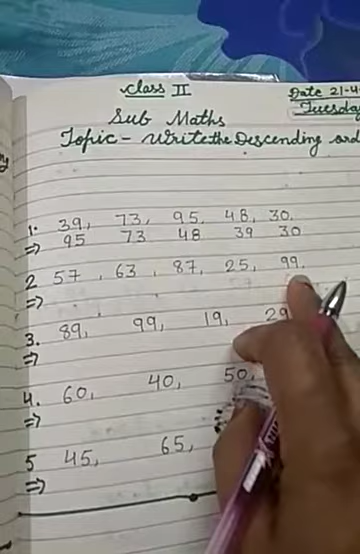 Class II
Date 21-4-
Tuesday
Sub Maths
Topic - Write the Descending ord
1. 39, 73, 95, 48, 30.
⇒ 95 73 48 39 30
2 57, 63, 87, 25, 99.
⇒
3. 89, 99, 19, 29
⇒
4. 60, 40, 50,
⇒
5 45, 65,
⇒